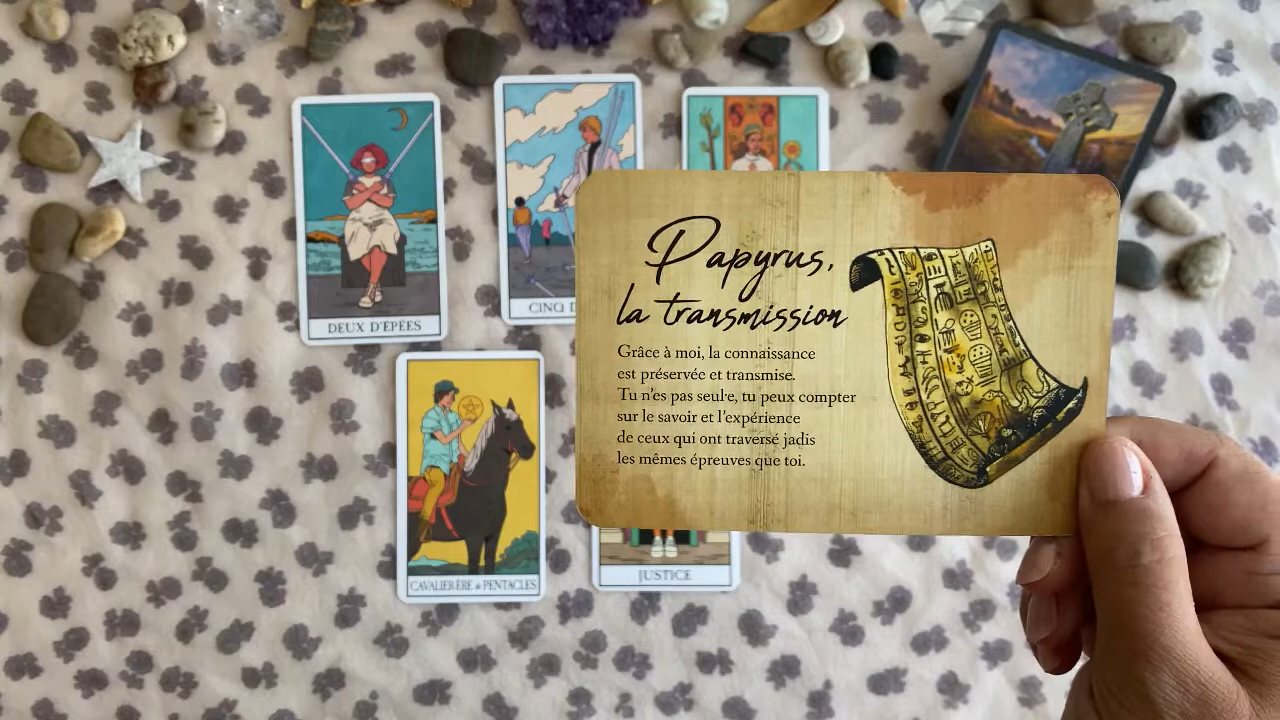 DEUX D'ÉPÉES
CINQ D
Papyrus,
la transmission
Grâce à moi, la connaissance
est préservée et transmise.
Tu n'es pas seul·e, tu peux compter
sur le savoir et l'expérience
de ceux qui ont traversé jadis
les mêmes épreuves que toi.
CAVALIER·ÈRE de PENTACLES
JUSTICE